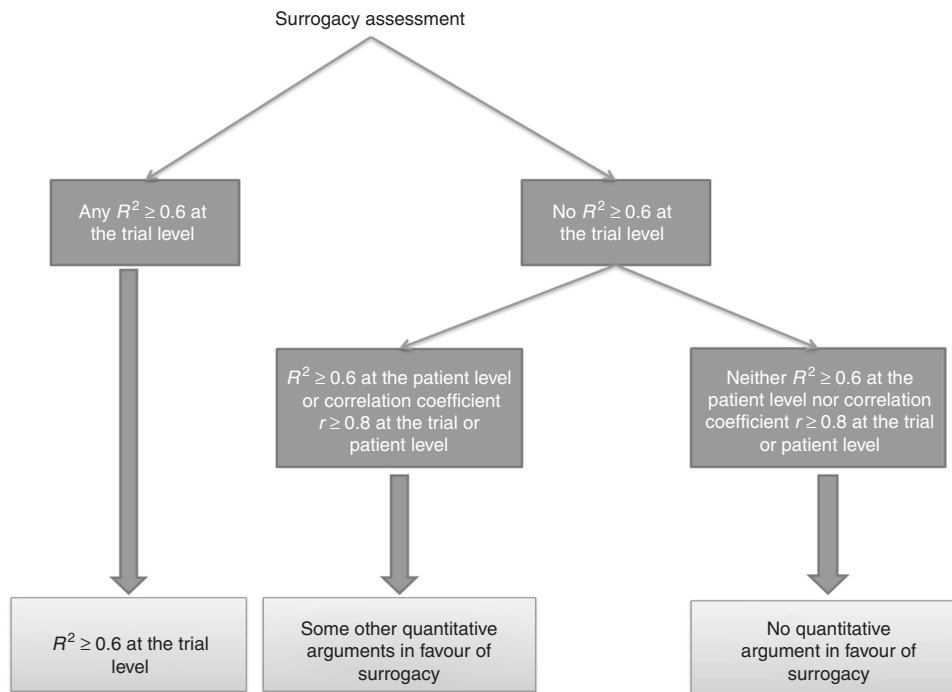 Surrogacy assessment
Any R² ≥ 0.6 at
the trial level
No R² ≥ 0.6 at
the trial level
R² ≥ 0.6 at the patient level
or correlation coefficient
r ≥ 0.8 at the trial or
patient level
Neither R² ≥ 0.6 at the
patient level nor correlation
coefficient r ≥ 0.8 at the trial
or patient level
R² ≥ 0.6 at the trial
level
Some other quantitative
arguments in favour of
surrogacy
No quantitative
argument in favour of
surrogacy